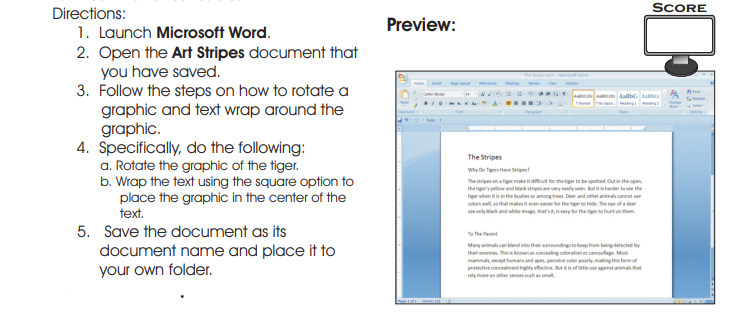 Directions:
1. Launch Microsoft Word.
2. Open the Art Stripes document that
you have saved.
3. Follow the steps on how to rotate a
graphic and text wrap around the
graphic.
4. Specifically, do the following:
a. Rotate the graphic of the tiger.
b. Wrap the text using the square option to
place the graphic in the center of the
text.
5. Save the document as its
document name and place it to
your own folder.
Preview:
SCORE
The Stripes
Why Do Tigers Have Stripes?
The stripes on a tiger make it difficult for the tiger to be spotted. Out in the open,
the tiger's yellow and black stripes are very easily seen. But it is harder to see the
tiger when it is in the bushes or among trees. Deer and other animals cannot see
colors well, so that makes it even easier for the tiger to hide. The eye of a deer
see only black and white image, that's it, is easy for the tiger to hunt on them.
To The Parent
Many animals can blend into their surroundings to keep from being detected by
their enemies. This is known as concealing coloration or camouflage. Most
mammals, except humans and apes, perceive color poorly, making this form of
protective concealment highly effective. But it is of little use against animals that
rely more on other senses such as smell.